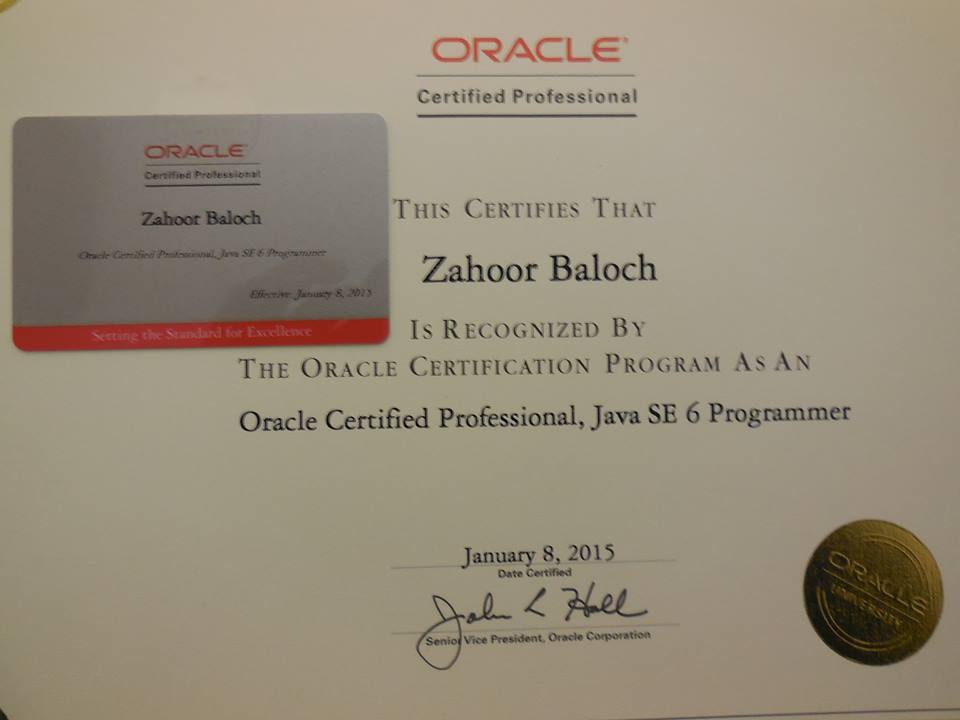 ORACLE
Certified Professional
ORACLE
Certified Professional
Zahoor Baloch
Oracle Certified Professional, Java SE 6 Programmer
Effective: January 8, 2015
Setting the Standard for Excellence
THIS CERTIFIES THAT
Zahoor Baloch
IS RECOGNIZED BY
THE ORACLE CERTIFICATION PROGRAM AS AN
Oracle Certified Professional, Java SE 6 Programmer
January 8, 2015
Date Certified
John L Hall
Senior Vice President, Oracle Corporation
ORACLE
UNIVERSITY